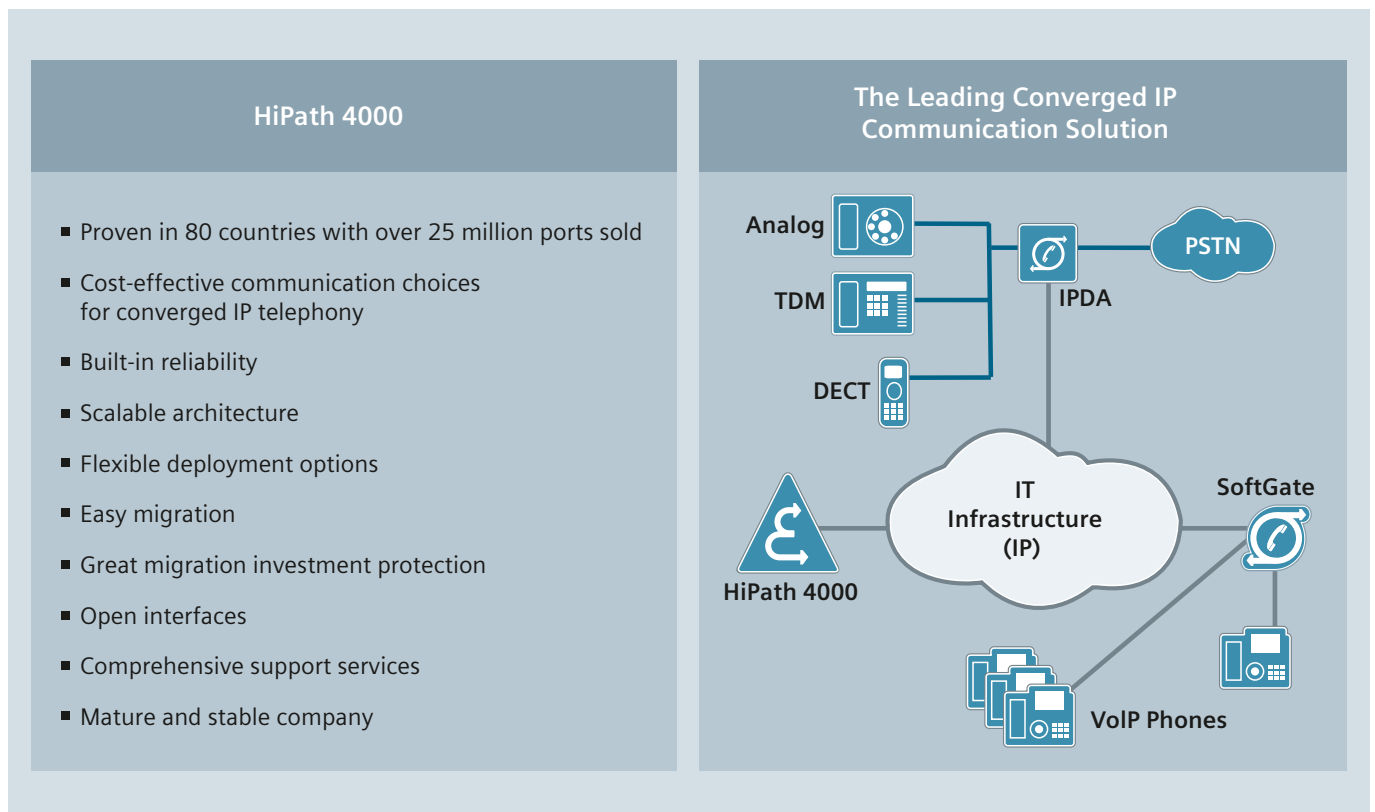 HiPath 4000
Proven in 80 countries with over 25 million ports sold
Cost-effective communication choices
for converged IP telephony
Built-in reliability
Scalable architecture
Flexible deployment options
Easy migration
Great migration investment protection
Open interfaces
Comprehensive support services
Mature and stable company
The Leading Converged IP
Communication Solution
Analog
PSTN
TDM
IPDA
DECT
IT
Infrastructure
(IP)
SoftGate
HiPath 4000
VoIP Phones